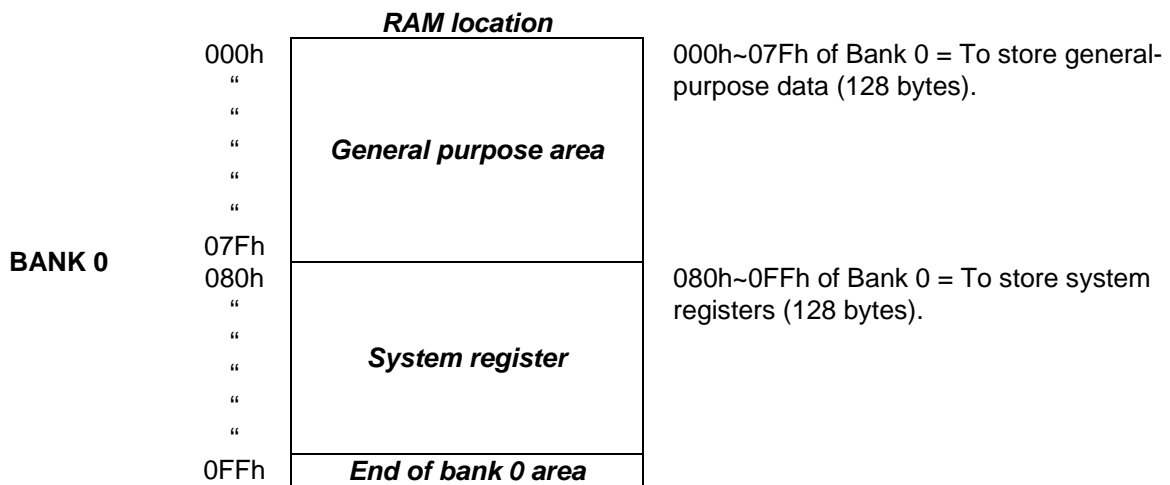 RAM location
000h
“
“
“
“
“
07Fh
General purpose area
000h~07Fh of Bank 0 = To store general-
purpose data (128 bytes).
BANK 0
080h
“
“
“
“
“
0FFh
System register
080h~0FFh of Bank 0 = To store system
registers (128 bytes).
End of bank 0 area